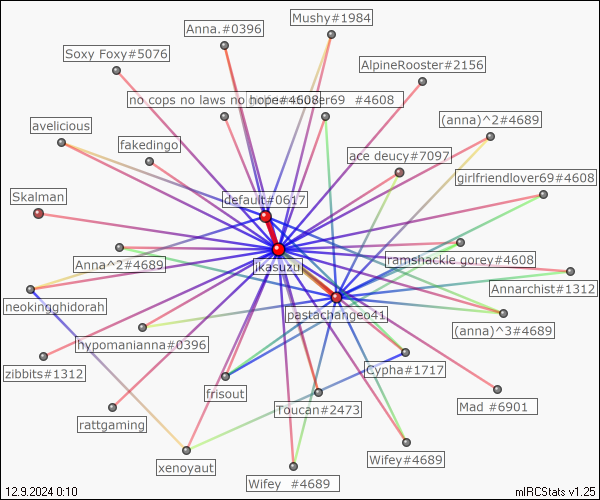 Mushy#1984
Anna.#0396
Soxy Foxy#5076
AlpineRooster#2156
no cops no laws no hope#4608
69 #4608
(anna)^2#4689
avelicious
fakedingo
ace deucy#7097
girlfriendlover69#4608
Skalman
default#0617
ramshackle gorey#4608
Anna^2#4689
ikasuzu
Annarchist#1312
neokingghidorah
pastachangeo41
(anna)^3#4689
hypomanianna#0396
zibbits#1312
Cypha#1717
frisout
Toucan#2473
Mad #6901
rattgaming
Wifey#4689
xenoyaut
Wifey #4689
12.9.2024 0:10
mIRCStats v1.25